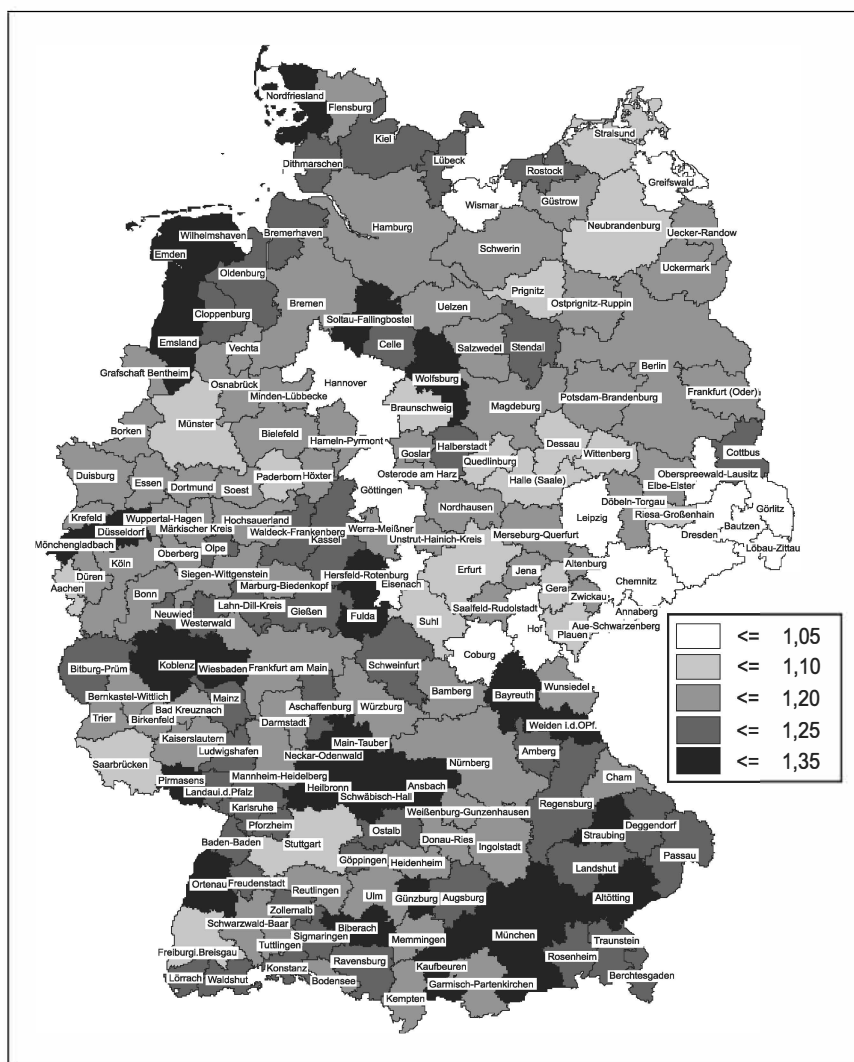 Nordfriesland
Flensburg
Kiel
Stralsund
Dithmarschen
Lübeck
Rostock
Greifswald
Wismar
Güstrow
Hamburg
Neubrandenburg
Wilhelmshaven
Bremerhaven
Uecker-Randow
Emden
Schwerin
Oldenburg
Uckermark
Prignitz
Bremen
Uelzen
Ostprignitz-Ruppin
Cloppenburg
Soltau-Fallingbostel
Emsland
Celle
Salzwedel
Stendal
Vechta
Berlin
Grafschaft Bentheim
Wolfsburg
Osnabrück
Hannover
Frankfurt (Oder)
Minden-Lübbecke
Potsdam-Brandenburg
Braunschweig
Magdeburg
Münster
Borken
Bielefeld
Hameln-Pyrmont
Dessau
Halberstadt
Goslar
Wittenberg
Cottbus
Quedlinburg
Duisburg
Osterode am Harz
Oberspreewald-Lausitz
Paderborn
Höxter
Essen
Halle (Saale)
Elbe-Elster
Dortmund
Soest
Göttingen
Döbeln-Torgau
Nordhausen
Görlitz
Riesa-Großenhain
Krefeld
Wuppertal-Hagen
Hochsauerland
Leipzig
Märkischer Kreis
Waldeck-Frankenberg
Werra-Meißner
Bautzen
Düsseldorf
Kassel
Unstrut-Hainich-Kreis
Merseburg-Querfurt
Dresden
Mönchengladbach
Oberberg
Olpe
Löbau-Zittau
Köln
Altenburg
Düren
Siegen-Wittgenstein
Hersfeld-Rotenburg
Erfurt
Jena
Chemnitz
Aachen
Marburg-Biedenkopf
Eisenach
Gera
Bonn
Zwickau
Lahn-Dill-Kreis
Saalfeld-Rudolstadt
Annaberg
Neuwied
Gießen
Fulda
Suhl
Westerwald
Aue-Schwarzenberg
Hof
Plauen
Coburg
Koblenz
Schweinfurt
Bitburg-Prüm
Wiesbaden
Frankfurt am Main
Wunsiedel
Bernkastel-Wittlich
Mainz
Bamberg
Bayreuth
Bad Kreuznach
Aschaffenburg
Würzburg
Trier
Birkenfeld
Darmstadt
Weiden i.d.OPf.
Kaiserslautern
Main-Tauber
Ludwigshafen
Neckar-Odenwald
Amberg
Saarbrücken
Nürnberg
Mannheim-Heidelberg
Pirmasens
Cham
Landaui.d.Pfalz
Heilbronn
Ansbach
Schwäbisch-Hall
Karlsruhe
Regensburg
Weißenburg-Gunzenhausen
Pforzheim
Ostalb
Deggendorf
Straubing
Baden-Baden
Stuttgart
Donau-Ries
Ingolstadt
Göppingen
Heidenheim
Passau
Landshut
Ortenau
Freudenstadt
Reutlingen
Ulm
Günzburg
Augsburg
Altötting
Zollernalb
Schwarzwald-Baar
Biberach
Sigmaringen
München
Memmingen
Traunstein
Freiburgi.Breisgau
Tuttlingen
Rosenheim
Ravensburg
Lörrach
Waldshut
Konstanz
Kaufbeuren
Berchtesgaden
Bodensee
Garmisch-Partenkirchen
Kempten
<= 1,05
<= 1,10
<= 1,20
<= 1,25
<= 1,35